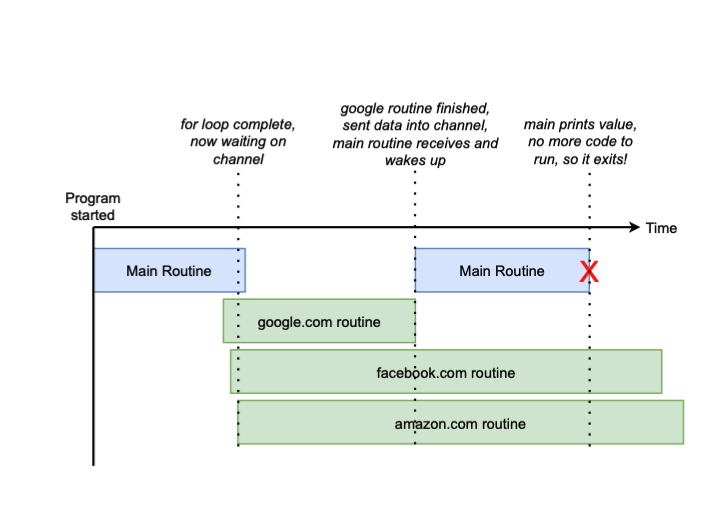 google routine finished,
sent data into channel,
main routine receives and
wakes up
for loop complete,
now waiting on
channel
main prints value,
no more code to
run, so it exits!
Program
started
Time
Main Routine
Main Routine
X
google.com routine
facebook.com routine
amazon.com routine